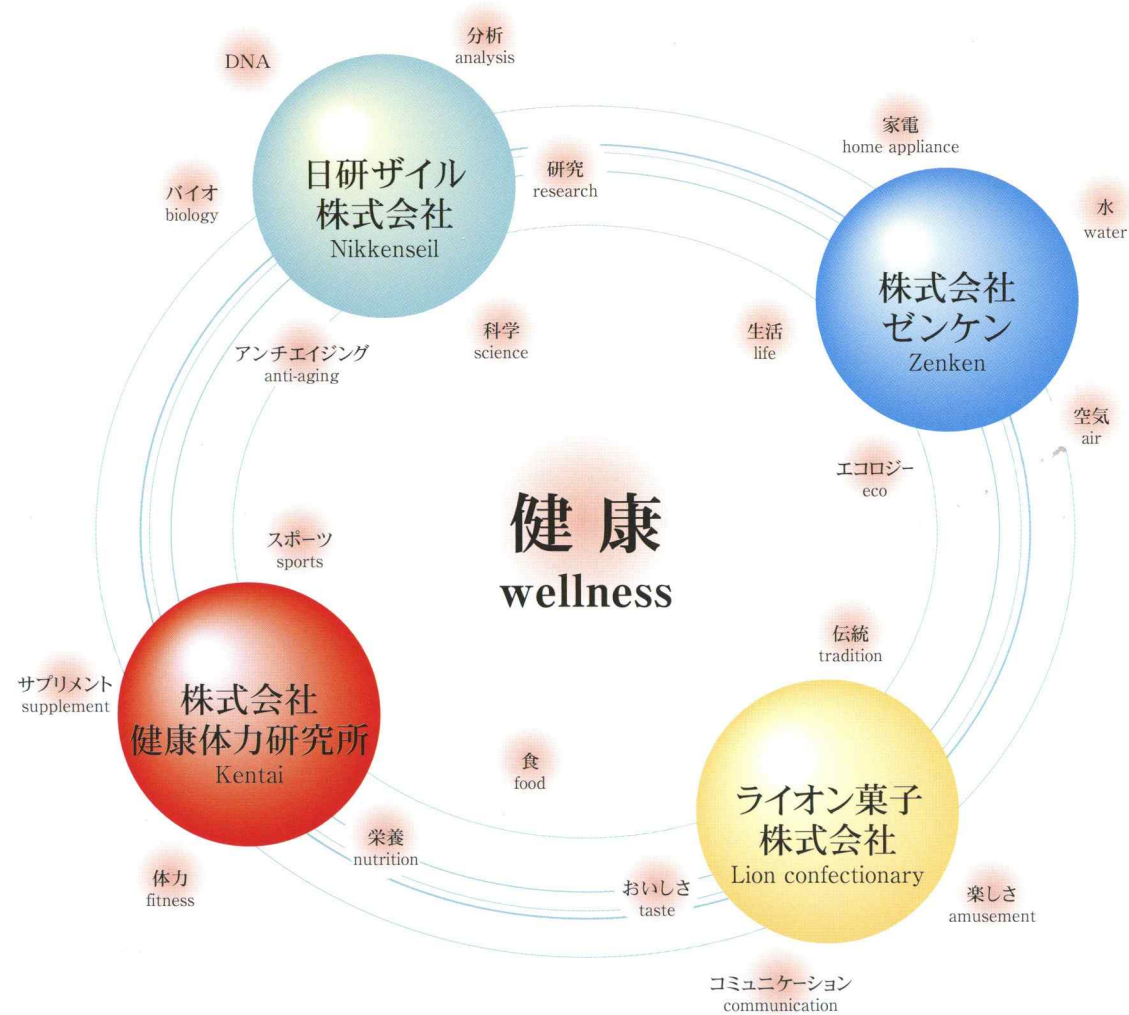 分析
analysis
DNA
家電
home appliance
日研ザイル
株式会社
Nikkenseil
研究
research
バイオ
biology
水
water
株式会社
ゼンケン
Zenken
科学
science
生活
life
アンチエイジング
anti-aging
空気
air
エコロジー
eco
健康
wellness
スポーツ
sports
伝統
tradition
サプリメント
supplement
株式会社
健康体力研究所
Kentai
食
food
ライオン菓子
株式会社
Lion confectionary
栄養
nutrition
体力
fitness
おいしさ
taste
楽しさ
amusement
コミュニケーション
communication